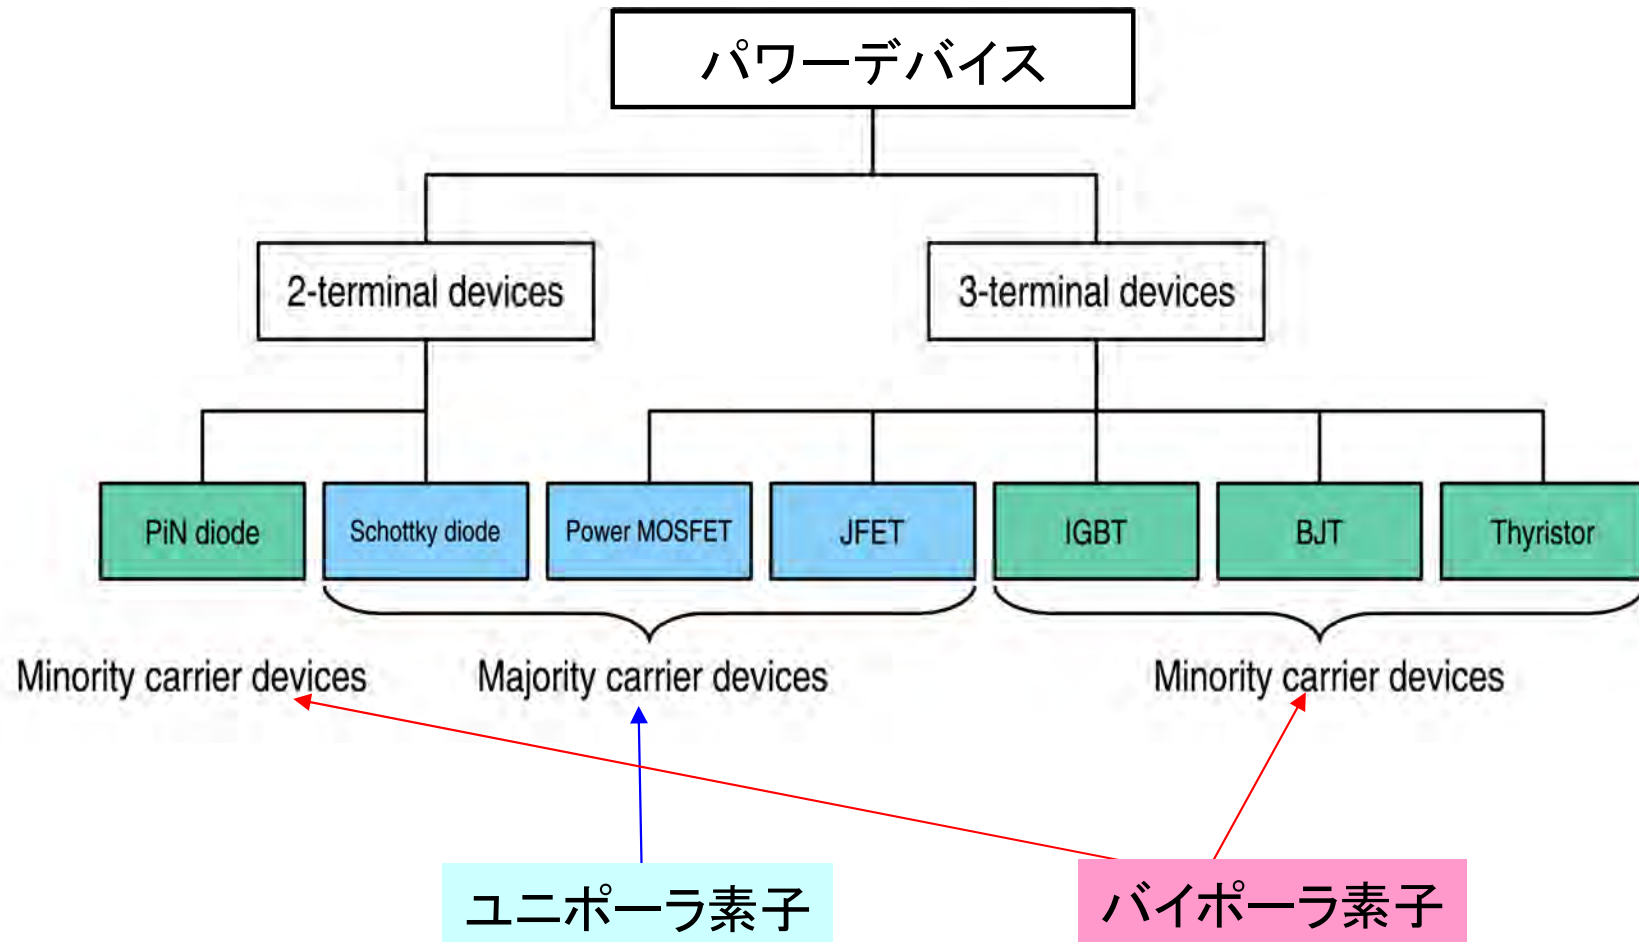 パワーデバイス
2-terminal devices
3-terminal devices
PiN diode
Schottky diode
Power MOSFET
JFET
IGBT
BJT
Thyristor
Minority carrier devices
Majority carrier devices
Minority carrier devices
ユニポーラ素子
バイポーラ素子